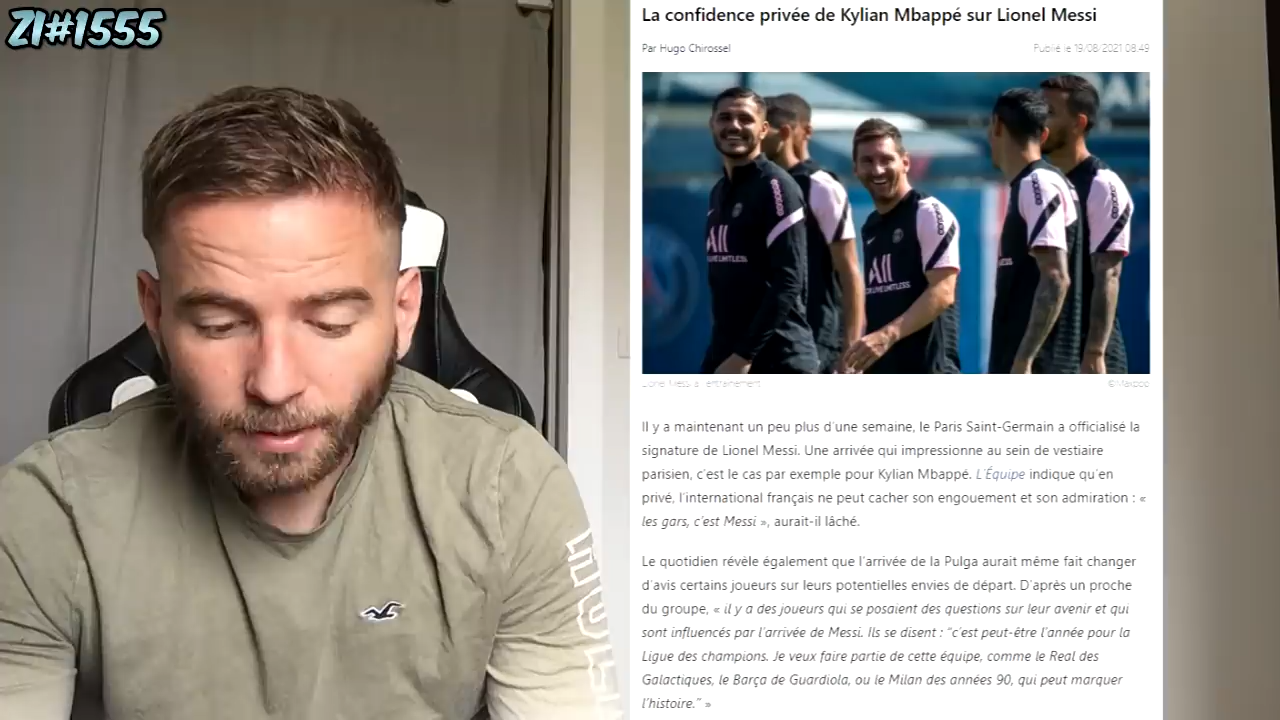 ZI#1555
La confidence privée de Kylian Mbappé sur Lionel Messi
Par Hugo Chirossel
Publié le 19/08/2021 08:49
Lionel Messi à l'entraînement
©Maxppp
Il y a maintenant un peu plus d'une semaine, le Paris Saint-Germain a officialisé la
signature de Lionel Messi. Une arrivée qui impressionne au sein de vestiaire
parisien, c'est le cas par exemple pour Kylian Mbappé. L'Équipe indique qu'en
privé, l'international français ne peut cacher son engouement et son admiration : «
les gars, c'est Messi », aurait-il lâché.
Le quotidien révèle également que l'arrivée de la Pulga aurait même fait changer
d'avis certains joueurs sur leurs potentielles envies de départ. D'après un proche
du groupe, « il y a des joueurs qui se posaient des questions sur leur avenir et qui
sont influencés par l'arrivée de Messi. Ils se disent : "c'est peut-être l'année pour la
Ligue des champions. Je veux faire partie de cette équipe, comme le Real des
Galactiques, le Barça de Guardiola, ou le Milan des années 90, qui peut marquer
l'histoire." »